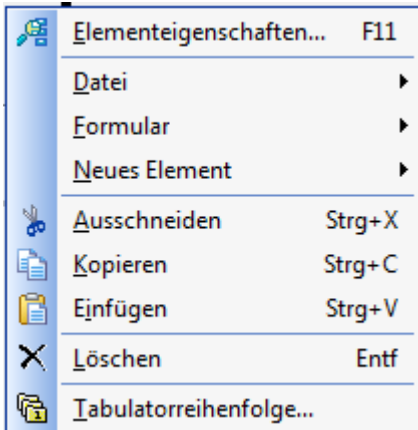 Elementeigenschaften... F11
Datei
Formular
Neues Element
Ausschneiden Strg+X
Kopieren Strg+C
Einfügen Strg+V
Löschen Entf
Tabulatorreihenfolge...